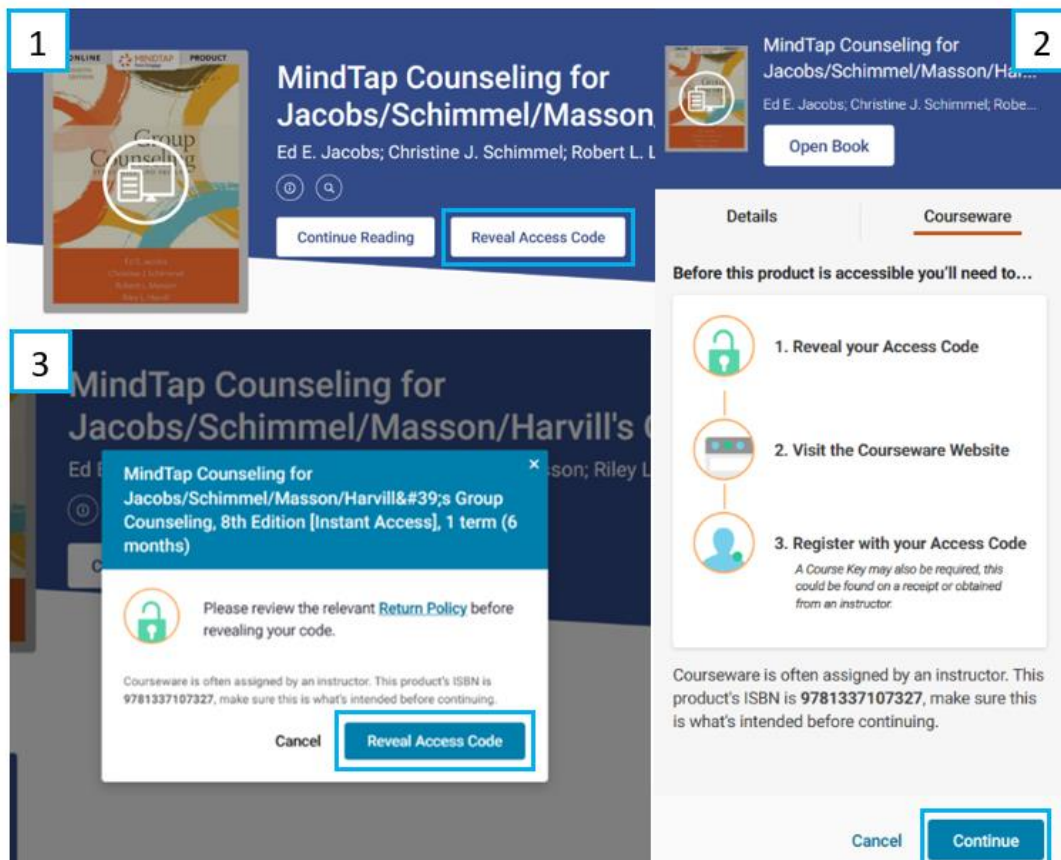 1
ONLINE MINDTAP PRODUCT
Group
Counseling
MindTap Counseling for
Jacobs/Schimmel/Masson
Ed E. Jacobs; Christine J. Schimmel; Robert L. L
Continue Reading
Reveal Access Code
2
MindTap Counseling for
Jacobs/Schimmel/Masson/Har...
Ed E. Jacobs; Christine J. Schimmel; Robe...
Open Book
Details
Courseware
Before this product is accessible you'll need to...
1. Reveal your Access Code
2. Visit the Courseware Website
3. Register with your Access Code
A Course Key may also be required, this
could be found on a receipt or obtained
from an instructor.
Courseware is often assigned by an instructor. This
product's ISBN is 9781337107327, make sure this
is what's intended before continuing.
Cancel
Continue
3
MindTap Counseling for
Jacobs/Schimmel/Masson/Harvill's
Ed E
sson; Riley L
MindTap Counseling for
Jacobs/Schimmel/Masson/Harvill&#39;s Group
Counseling, 8th Edition [Instant Access], 1 term (6
months)
×
Please review the relevant Return Policy before
revealing your code.
Courseware is often assigned by an instructor. This product's ISBN is
9781337107327, make sure this is what's intended before continuing.
Cancel
Reveal Access Code